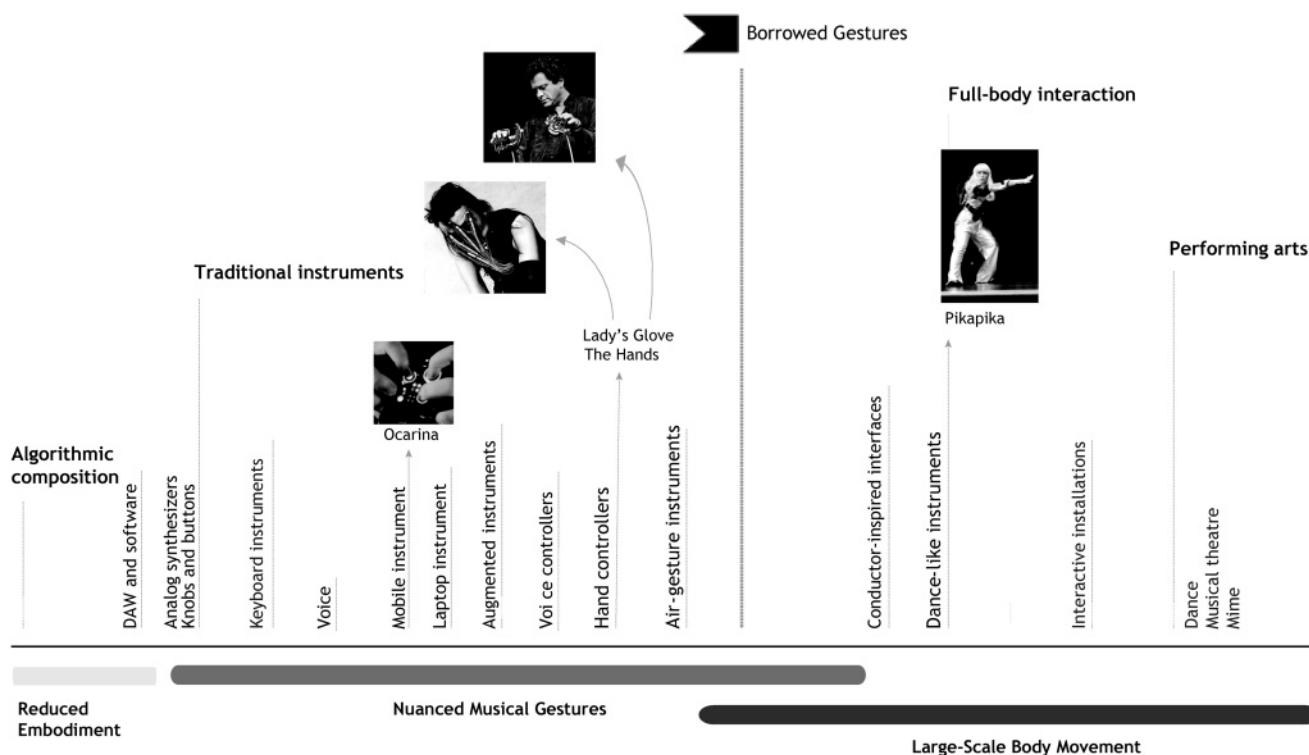 Borrowed Gestures
Full-body interaction
Performing arts
Traditional instruments
Lady's Glove
The Hands
Pikapika
Ocarina
Algorithmic
composition
DAW and software
Analog synthesizers
Knobs and buttons
Keyboard instruments
Voice
Mobile instrument
Laptop instrument
Augmented instruments
Voi ce controllers
Hand controllers
Air-gesture instruments
Conductor-inspired interfaces
Dance-like instruments
Interactive installations
Dance
Musical theatre
Mime
Reduced
Embodiment
Nuanced Musical Gestures
Large-Scale Body Movement